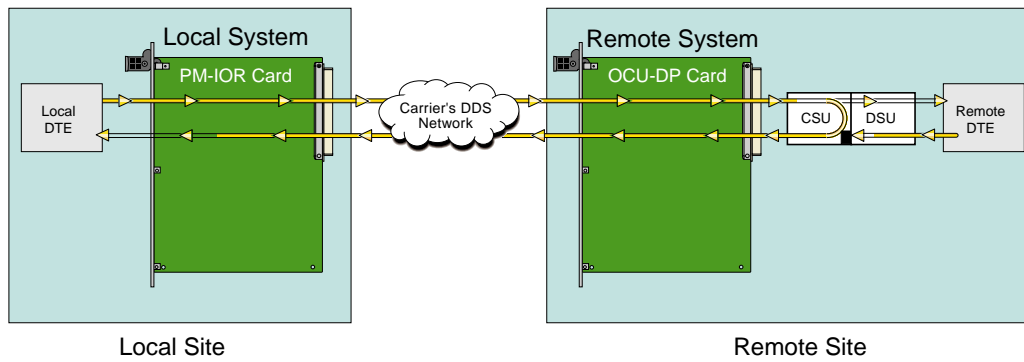 Local System
Remote System
PM-IOR Card
OCU-DP Card
Local
DTE
Carrier's DDS
Network
CSU
DSU
Remote
DTE
Local Site
Remote Site